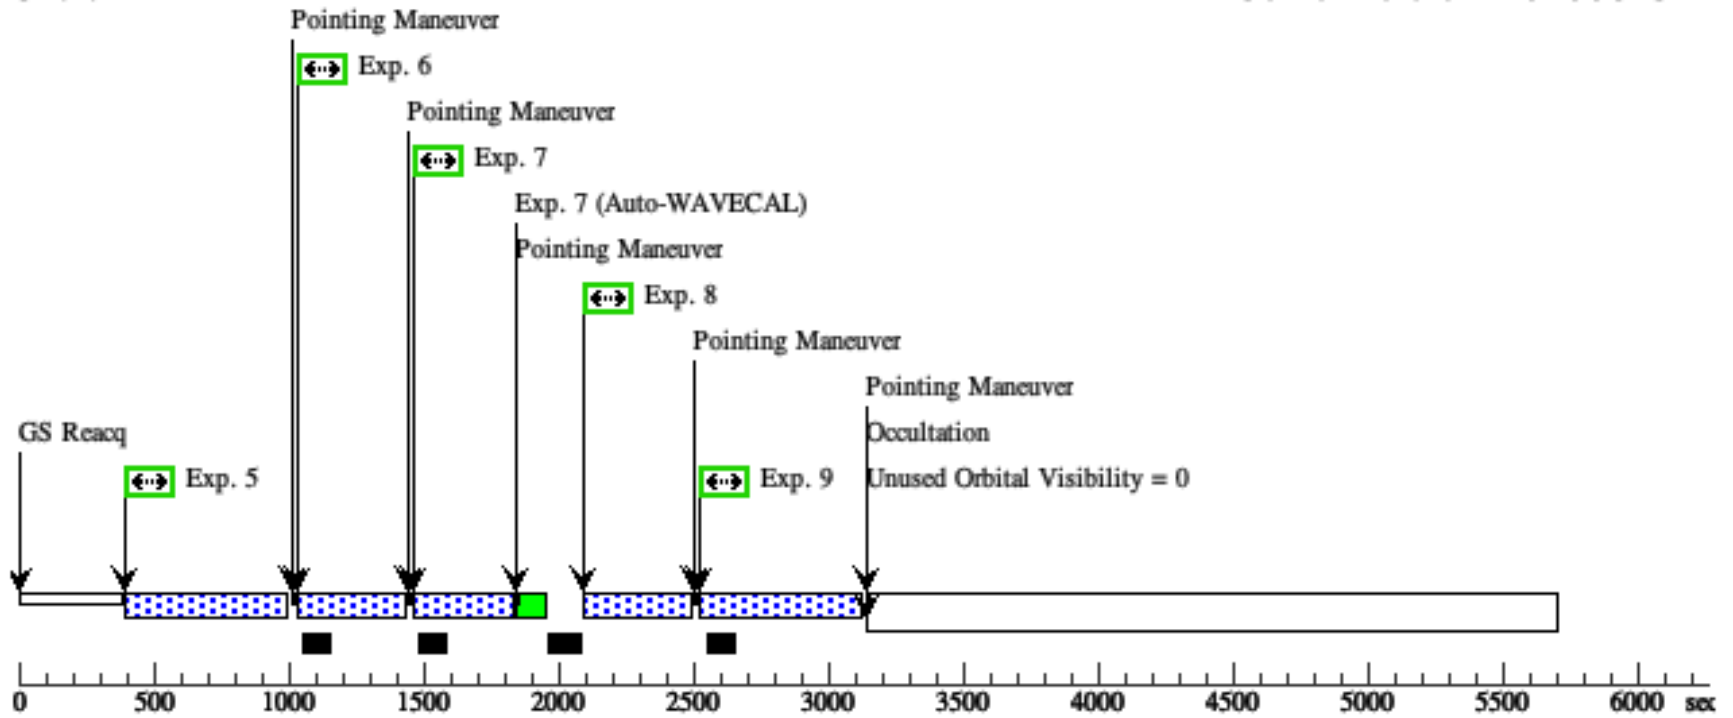 Pointing Maneuver
Exp. 6
Pointing Maneuver
Exp. 7
Exp. 7 (Auto-WAVECAL)
Pointing Maneuver
Exp. 8
Pointing Maneuver
Pointing Maneuver
GS Reacq
Occultation
Exp. 5
Exp. 9
Unused Orbital Visibility = 0
0 500 1000 1500 2000 2500 3000 3500 4000 4500 5000 5500 6000 sec